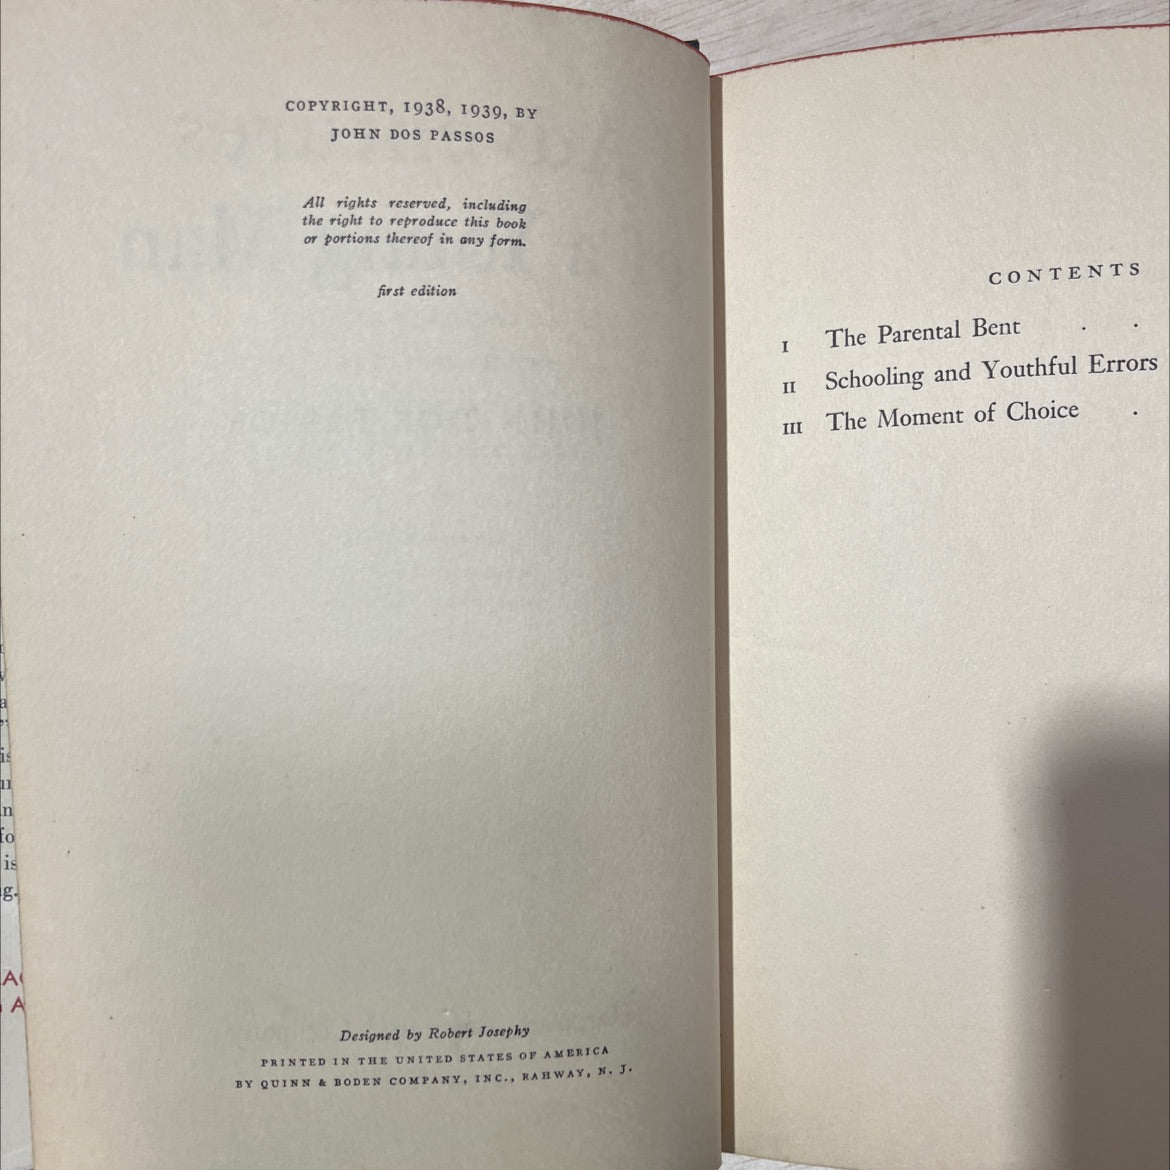 COPYRIGHT, 1938, 1939, BY
JOHN DOS PASSOS
All rights reserved, including
the right to reproduce this book
or portions thereof in any form.
first edition
Designed by Robert Josephy
PRINTED IN THE UNITED STATES OF AMERICA
BY QUINN & BODEN COMPANY, INC., RAHWAY, N. J.
CONTENTS
I The Parental Bent . .
II Schooling and Youthful Errors
III The Moment of Choice .